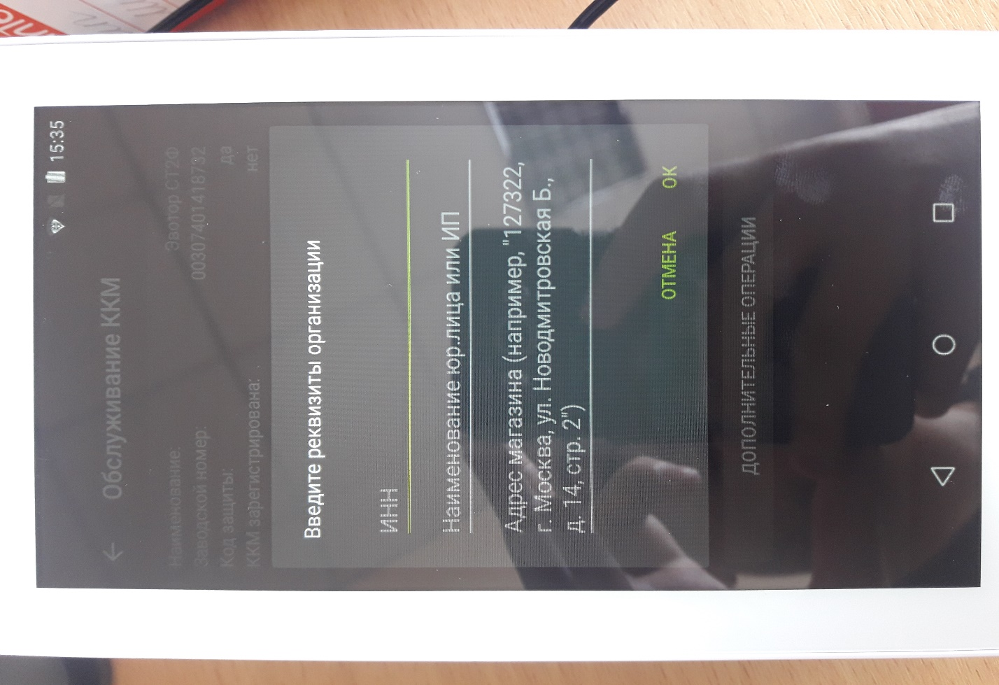 15:35
Обслуживание ККМ
Наименование: Эвотор СТ2Ф
Заводской номер: 00307401418732
Код защиты: да
ККМ зарегистрирована: нет
Введите реквизиты организации
ИНН
Наименование юр.лица или ИП
Адрес магазина (например, "127322,
г. Москва, ул. Новодмитровская Б.,
д. 14, стр. 2")
ОТМЕНА ОК
ДОПОЛНИТЕЛЬНЫЕ ОПЕРАЦИИ